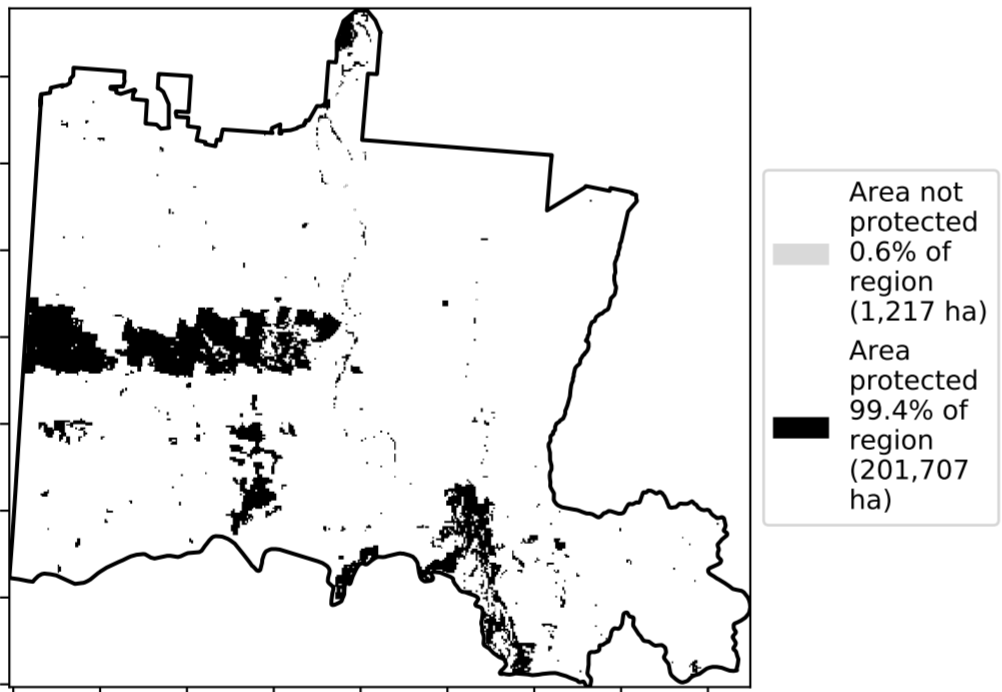 Area not
protected
0.6% of
region
(1,217 ha)
Area
protected
99.4% of
region
(201,707
ha)